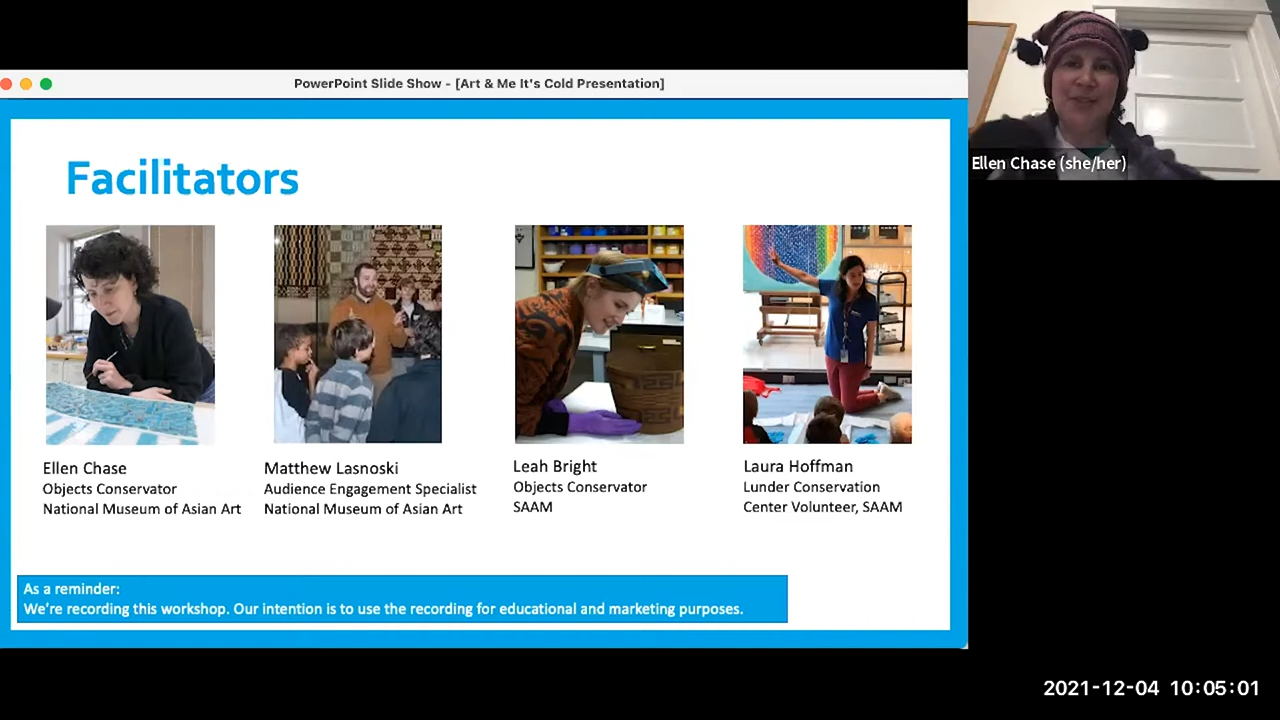 PowerPoint Slide Show - [Art & Me It's Cold Presentation]
Ellen Chase (she/her)
Facilitators
Ellen Chase
Objects Conservator
National Museum of Asian Art
Matthew Lasnoski
Audience Engagement Specialist
National Museum of Asian Art
Leah Bright
Objects Conservator
SAAM
Laura Hoffman
Lunder Conservation
Center Volunteer, SAAM
As a reminder:
We're recording this workshop. Our intention is to use the recording for educational and marketing purposes.
2021-12-04 10:05:01